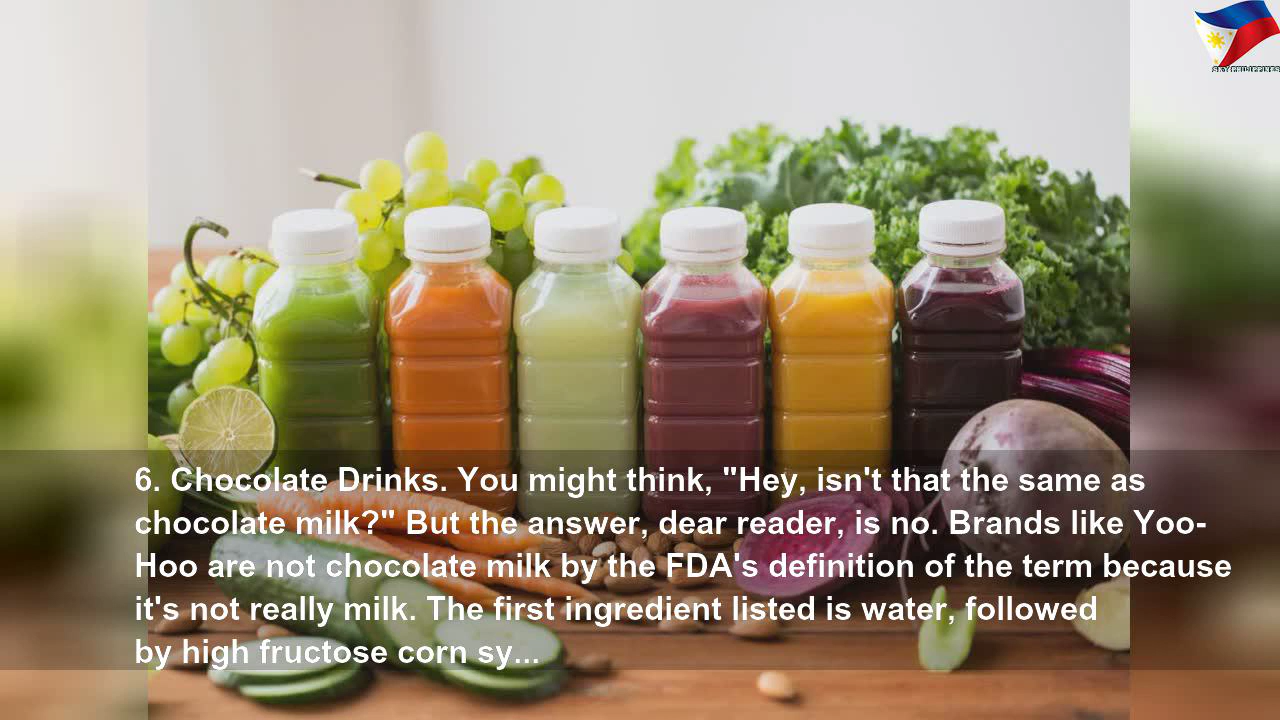 SKY PHILIPPINES
6. Chocolate Drinks. You might think, "Hey, isn't that the same as
chocolate milk?" But the answer, dear reader, is no. Brands like Yoo-
Hoo are not chocolate milk by the FDA's definition of the term because
it's not really milk. The first ingredient listed is water, followed
by high fructose corn sy...